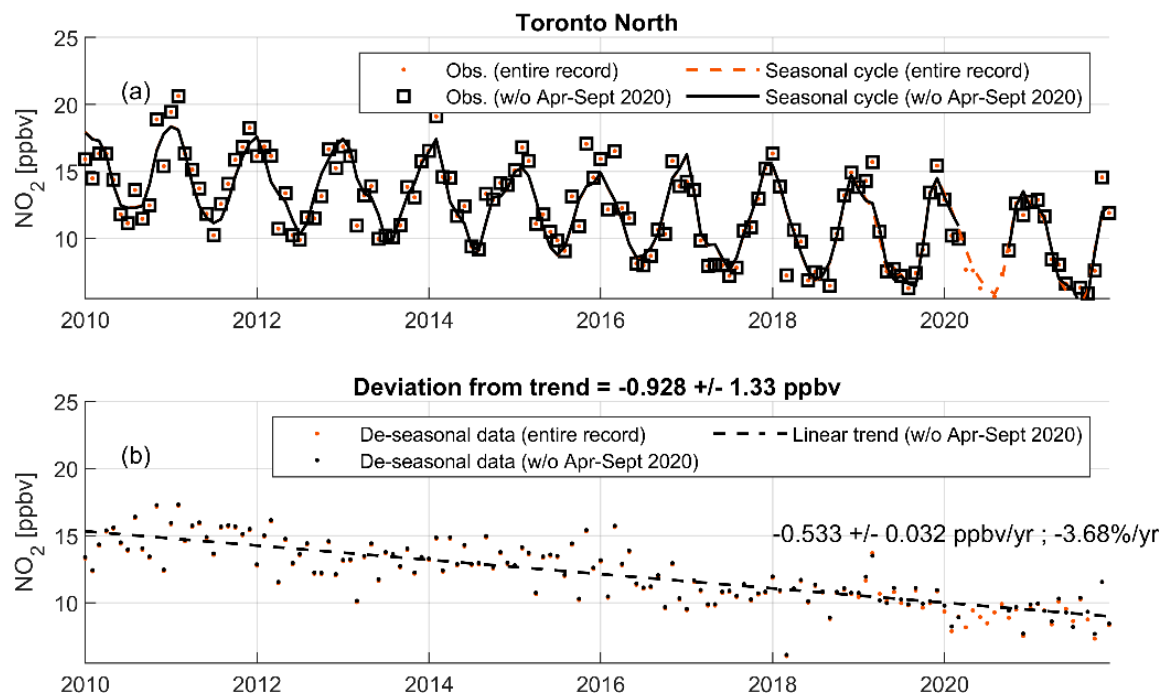 Toronto North
25
20
15
10
NO2 [ppbv]
(a)
Obs. (entire record)
Seasonal cycle (entire record)
Obs. (w/o Apr-Sept 2020)
Seasonal cycle (w/o Apr-Sept 2020)
2010 2012 2014 2016 2018 2020
Deviation from trend = -0.928 +/- 1.33 ppbv
25
20
15
10
NO2 [ppbv]
(b)
De-seasonal data (entire record)
Linear trend (w/o Apr-Sept 2020)
De-seasonal data (w/o Apr-Sept 2020)
-0.533 +/- 0.032 ppbv/yr ; -3.68%/yr
2010 2012 2014 2016 2018 2020